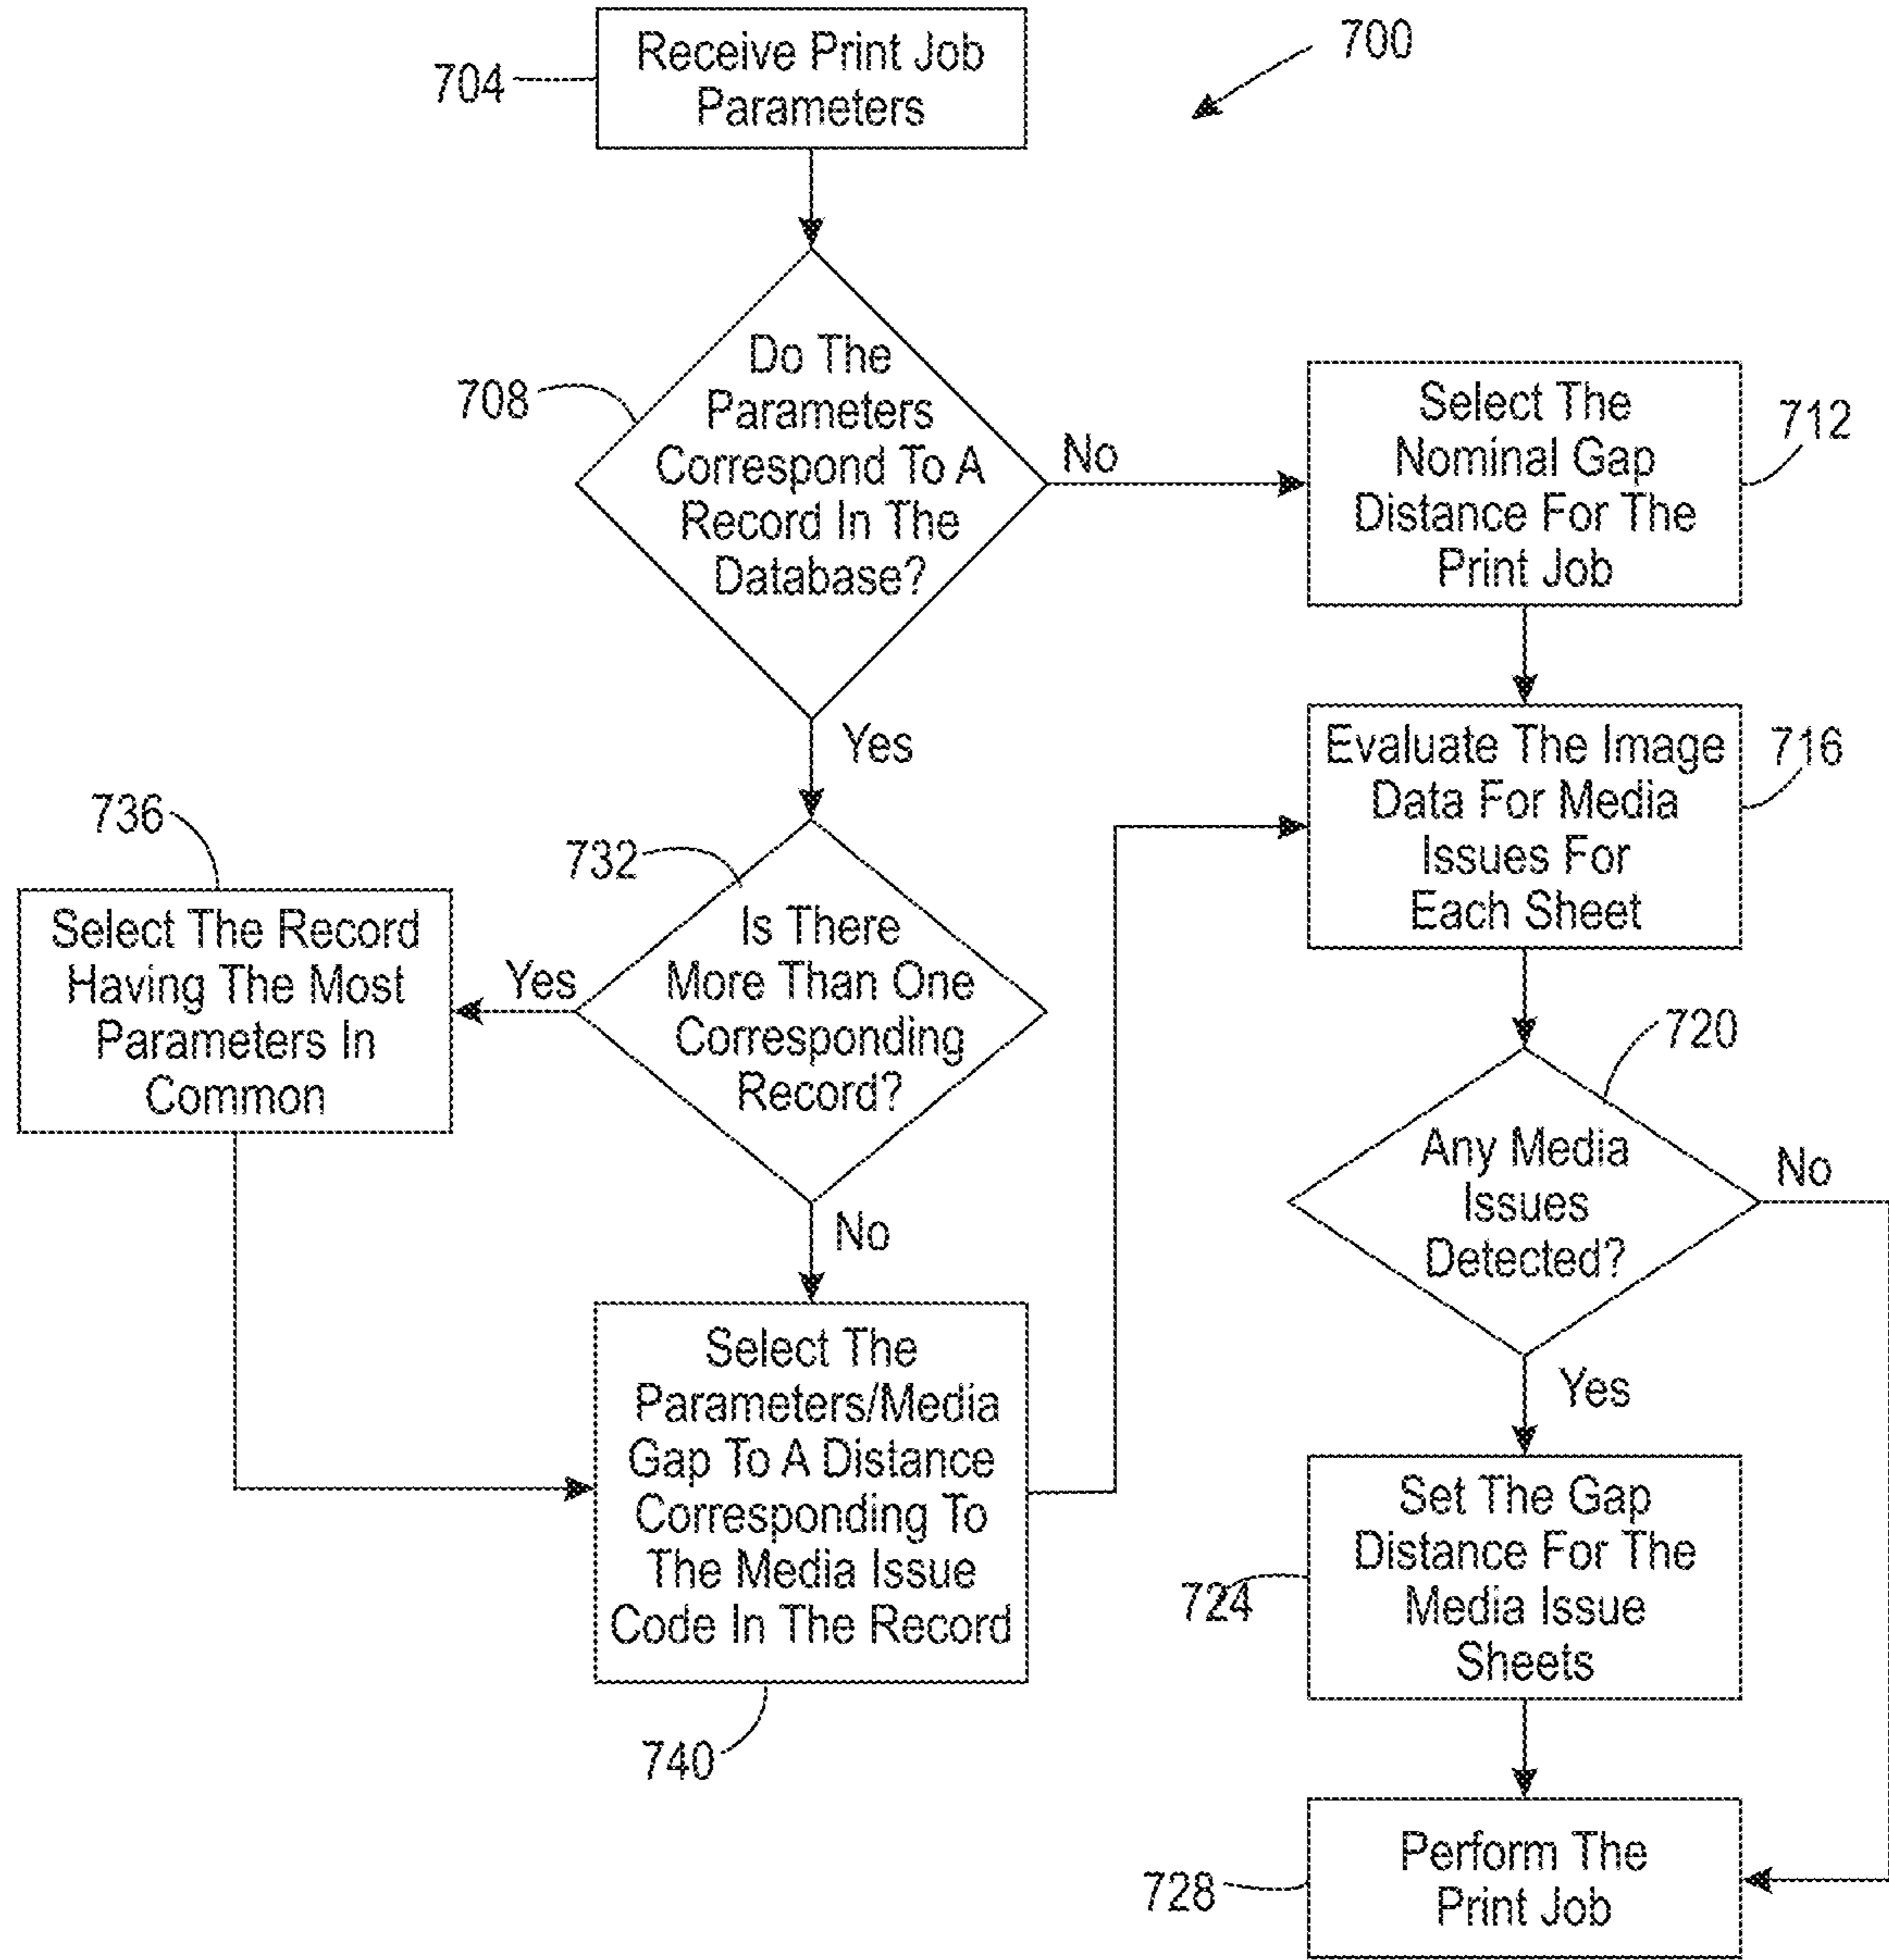 700
704
Receive Print Job
Parameters
708
Do The
Parameters
Correspond To A
Record In The
Database?
No
Yes
Select The
Nominal Gap
Distance For The
Print Job
712
Evaluate The Image
Data For Media
Issues For
Each Sheet
716
736
Select The Record
Having The Most
Parameters In
Common
Yes
732
Is There
More Than One
Corresponding
Record?
No
720
Any Media
Issues
Detected?
No
Yes
Select The
Parameters/Media
Gap To A Distance
Corresponding To
The Media Issue
Code In The Record
740
724
Set The Gap
Distance For The
Media Issue
Sheets
728
Perform The
Print Job